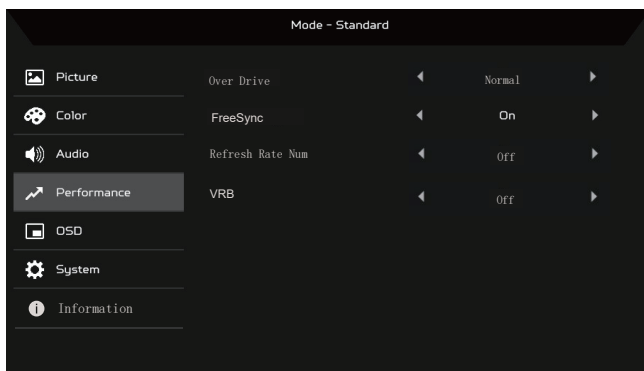 Mode - Standard
Picture
Over Drive Normal
Color
FreeSync On
Audio
Refresh Rate Num Off
Performance
VRB Off
OSD
System
Information